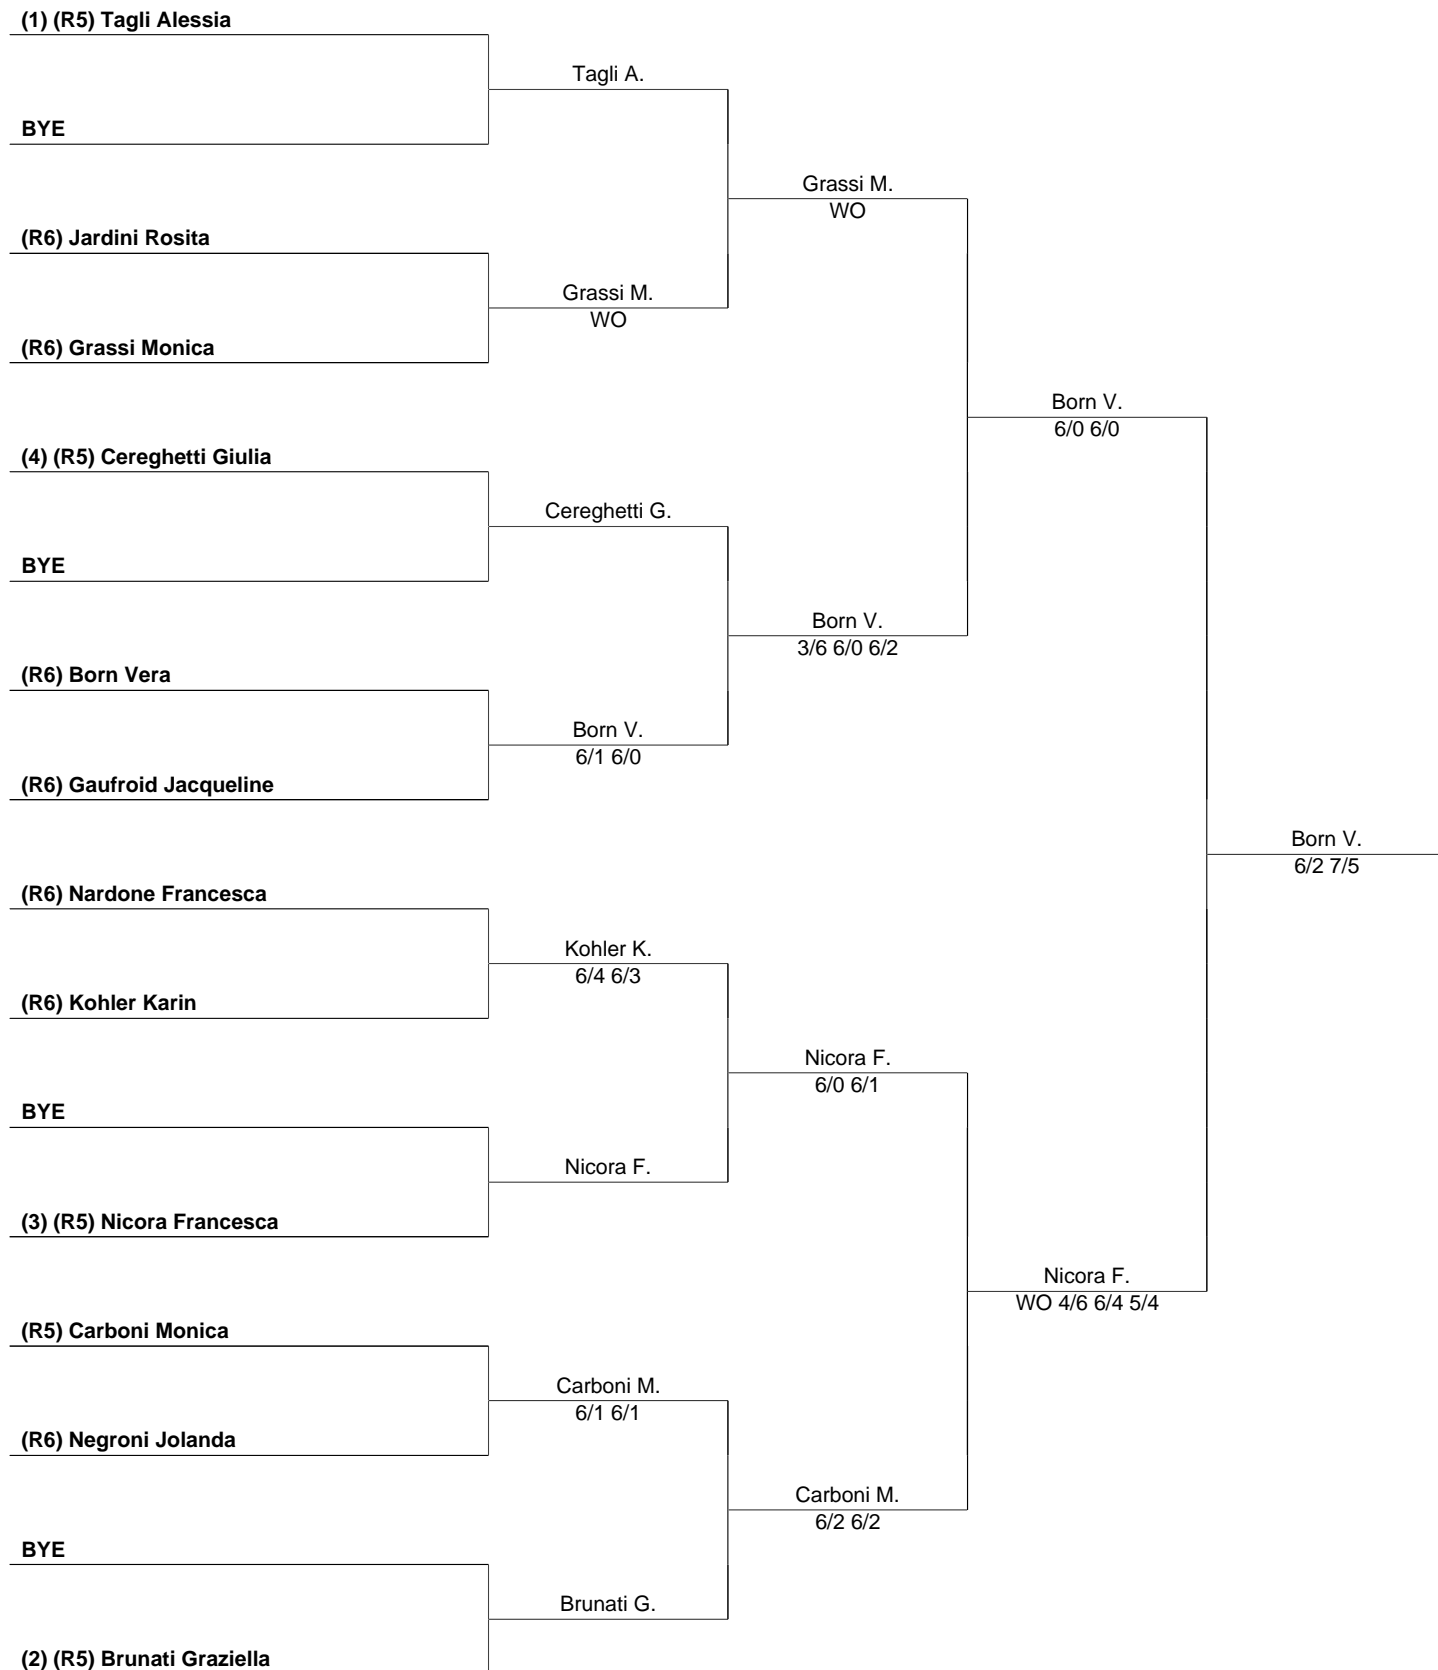 (1) (R5) Tagli Alessia
Tagli A.
BYE
Grassi M.
WO
(R6) Jardini Rosita
Grassi M.
WO
(R6) Grassi Monica
Born V.
6/0 6/0
(4) (R5) Cereghetti Giulia
Cereghetti G.
BYE
Born V.
3/6 6/0 6/2
(R6) Born Vera
Born V.
6/1 6/0
(R6) Gaufroid Jacqueline
Born V.
6/2 7/5
(R6) Nardone Francesca
Kohler K.
6/4 6/3
(R6) Kohler Karin
Nicora F.
6/0 6/1
BYE
Nicora F.
(3) (R5) Nicora Francesca
Nicora F.
WO 4/6 6/4 5/4
(R5) Carboni Monica
Carboni M.
6/1 6/1
(R6) Negroni Jolanda
Carboni M.
6/2 6/2
BYE
Brunati G.
(2) (R5) Brunati Graziella